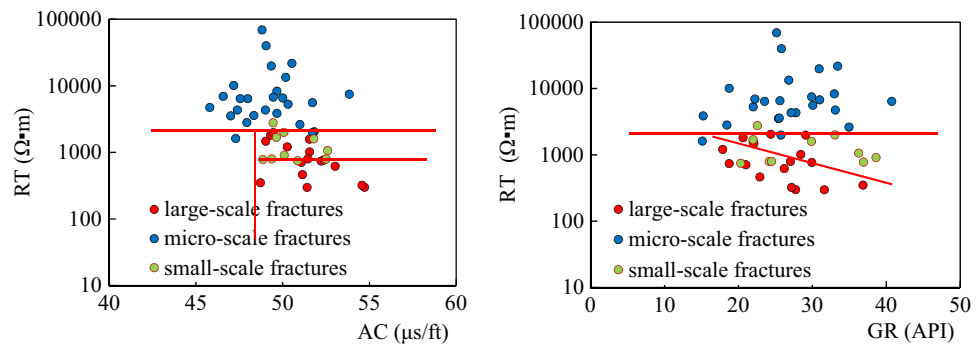 100000
10000
1000
100
10
RT (Ω▪m)
large-scale fractures
micro-scale fractures
small-scale fractures
40 45 50 55 60
AC (μs/ft)
100000
10000
1000
100
10
RT (Ω▪m)
large-scale fractures
micro-scale fractures
small-scale fractures
0 10 20 30 40 50
GR (API)